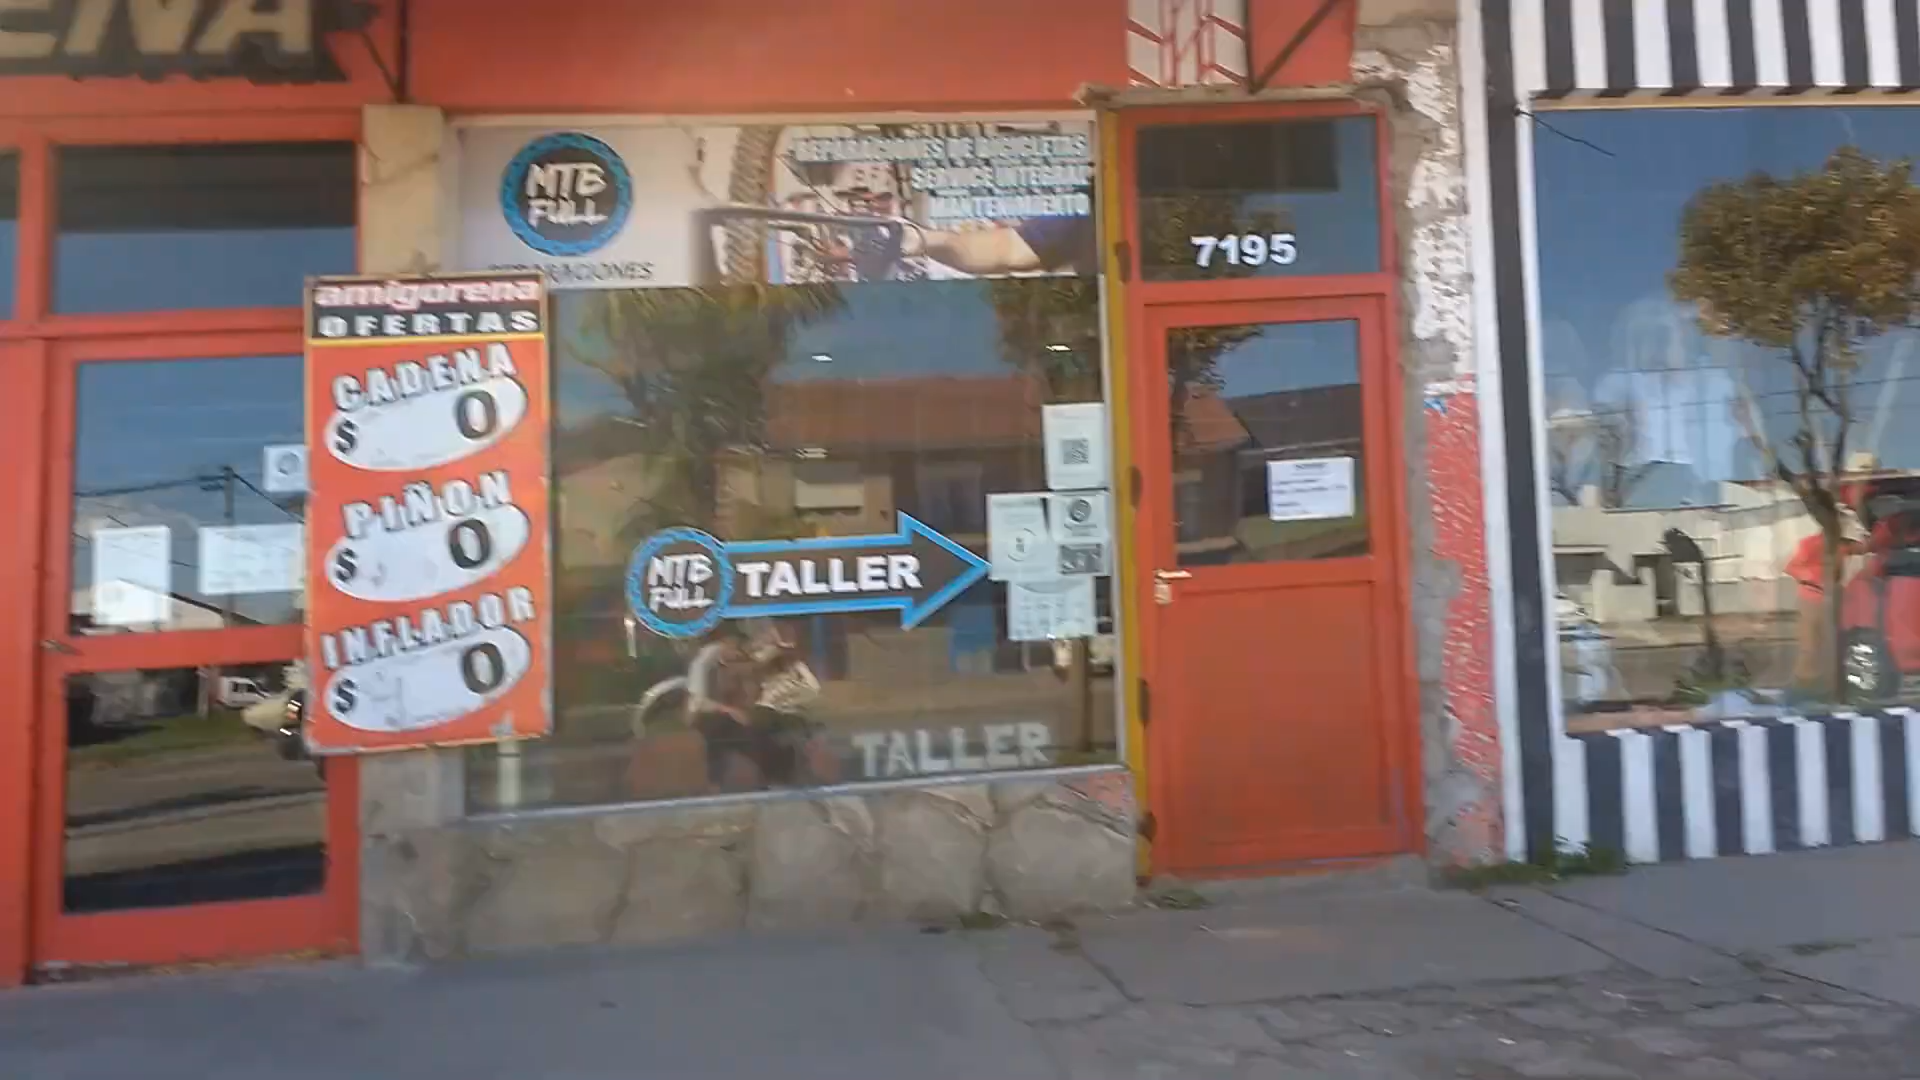 ENA
MTB
FULL
REPARACIONES
REPARACIONES DE BICICLETAS
SERVICE INTEGRAL
MANTENIMIENTO
7195
amigorena
OFERTAS
CADENA
$ 0
PIÑON
$ 0
INFLADOR
$ 0
MTB
FULL
TALLER
TALLER